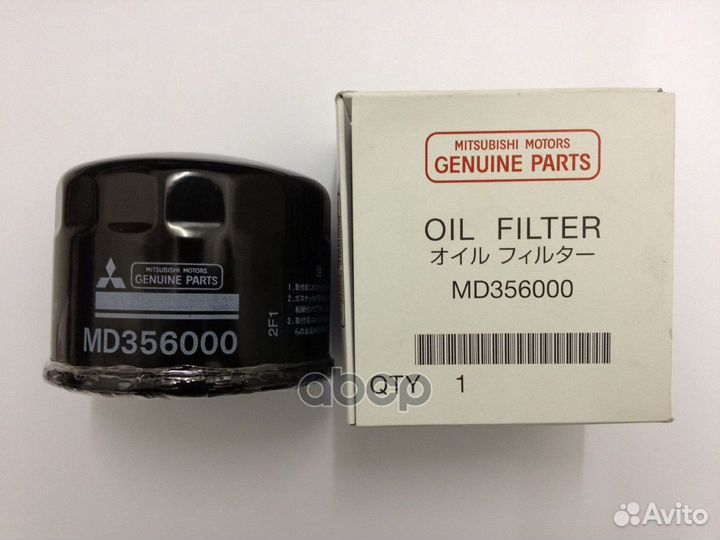 MITSUBISHI MOTORS
GENUINE PARTS
MD356000
2F1
MITSUBISHI MOTORS
GENUINE PARTS
OIL FILTER
オイル フィルター
MD356000
QTY 1
abop
Avito